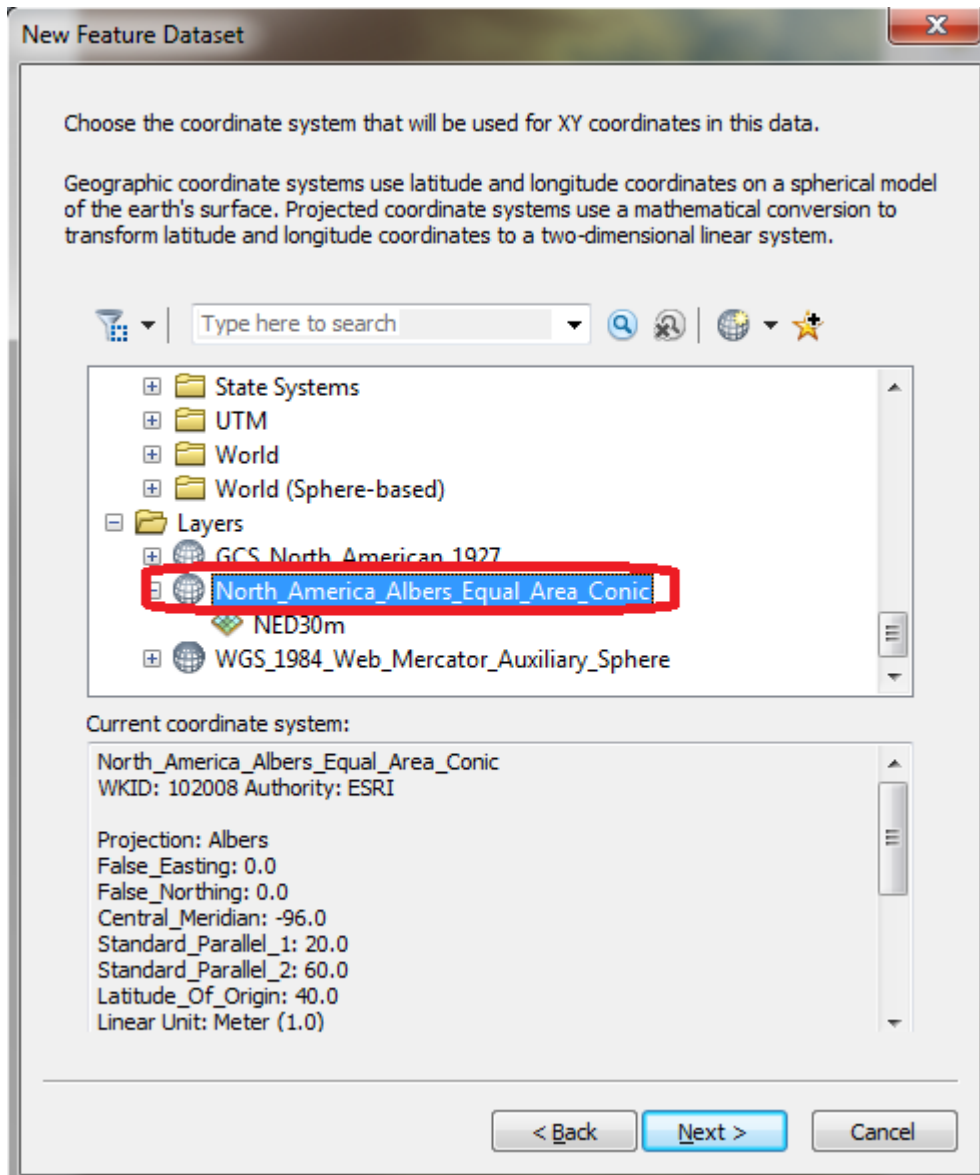 New Feature Dataset
Choose the coordinate system that will be used for XY coordinates in this data.
Geographic coordinate systems use latitude and longitude coordinates on a spherical model
of the earth's surface. Projected coordinate systems use a mathematical conversion to
transform latitude and longitude coordinates to a two-dimensional linear system.
Type here to search
State Systems
UTM
World
World (Sphere-based)
Layers
GCS_North_American_1927
North_America_Albers_Equal_Area_Conic
NED30m
WGS_1984_Web_Mercator_Auxiliary_Sphere
Current coordinate system:
North_America_Albers_Equal_Area_Conic
WKID: 102008 Authority: ESRI
Projection: Albers
False_Easting: 0.0
False_Northing: 0.0
Central_Meridian: -96.0
Standard_Parallel_1: 20.0
Standard_Parallel_2: 60.0
Latitude_Of_Origin: 40.0
Linear Unit: Meter (1.0)
< Back Next > Cancel